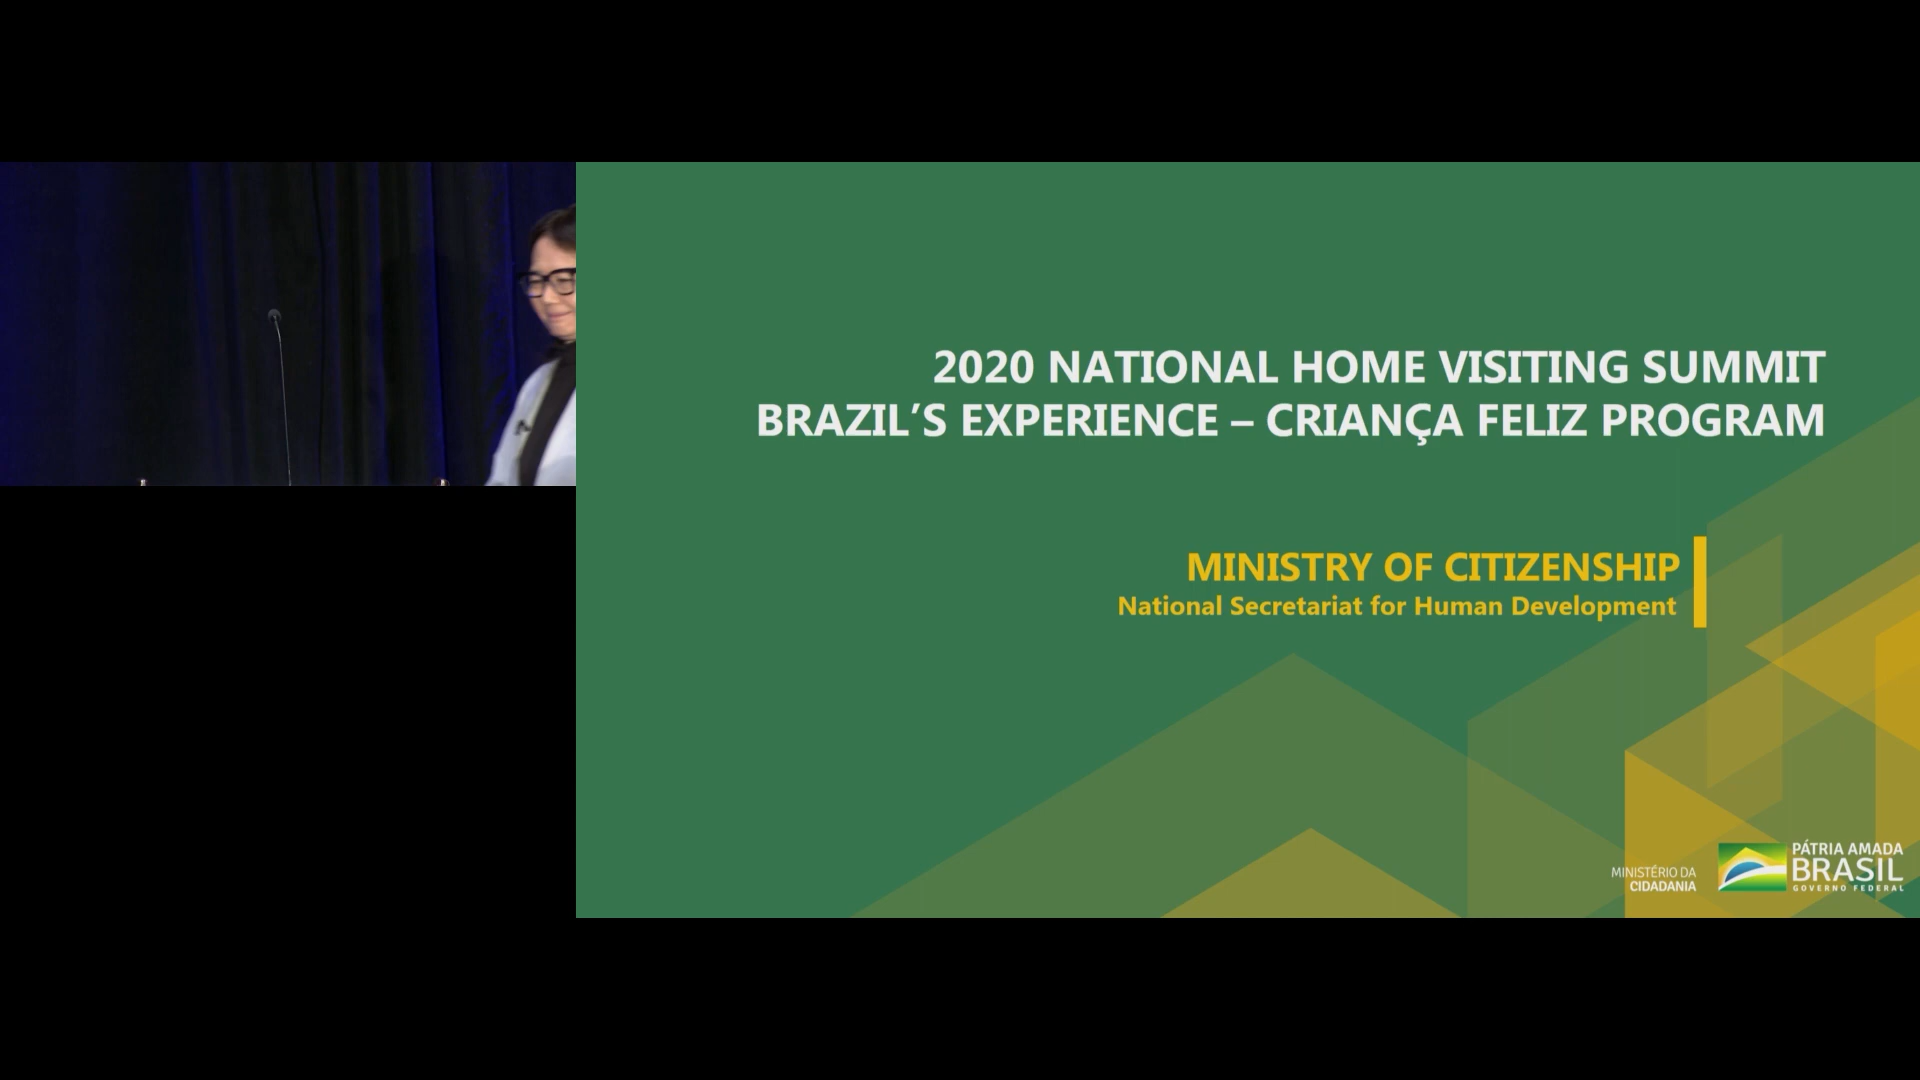 2020 NATIONAL HOME VISITING SUMMIT
BRAZIL’S EXPERIENCE – CRIANÇA FELIZ PROGRAM
MINISTRY OF CITIZENSHIP
National Secretariat for Human Development
MINISTÉRIO DA
CIDADANIA
PÁTRIA AMADA
BRASIL
GOVERNO FEDERAL